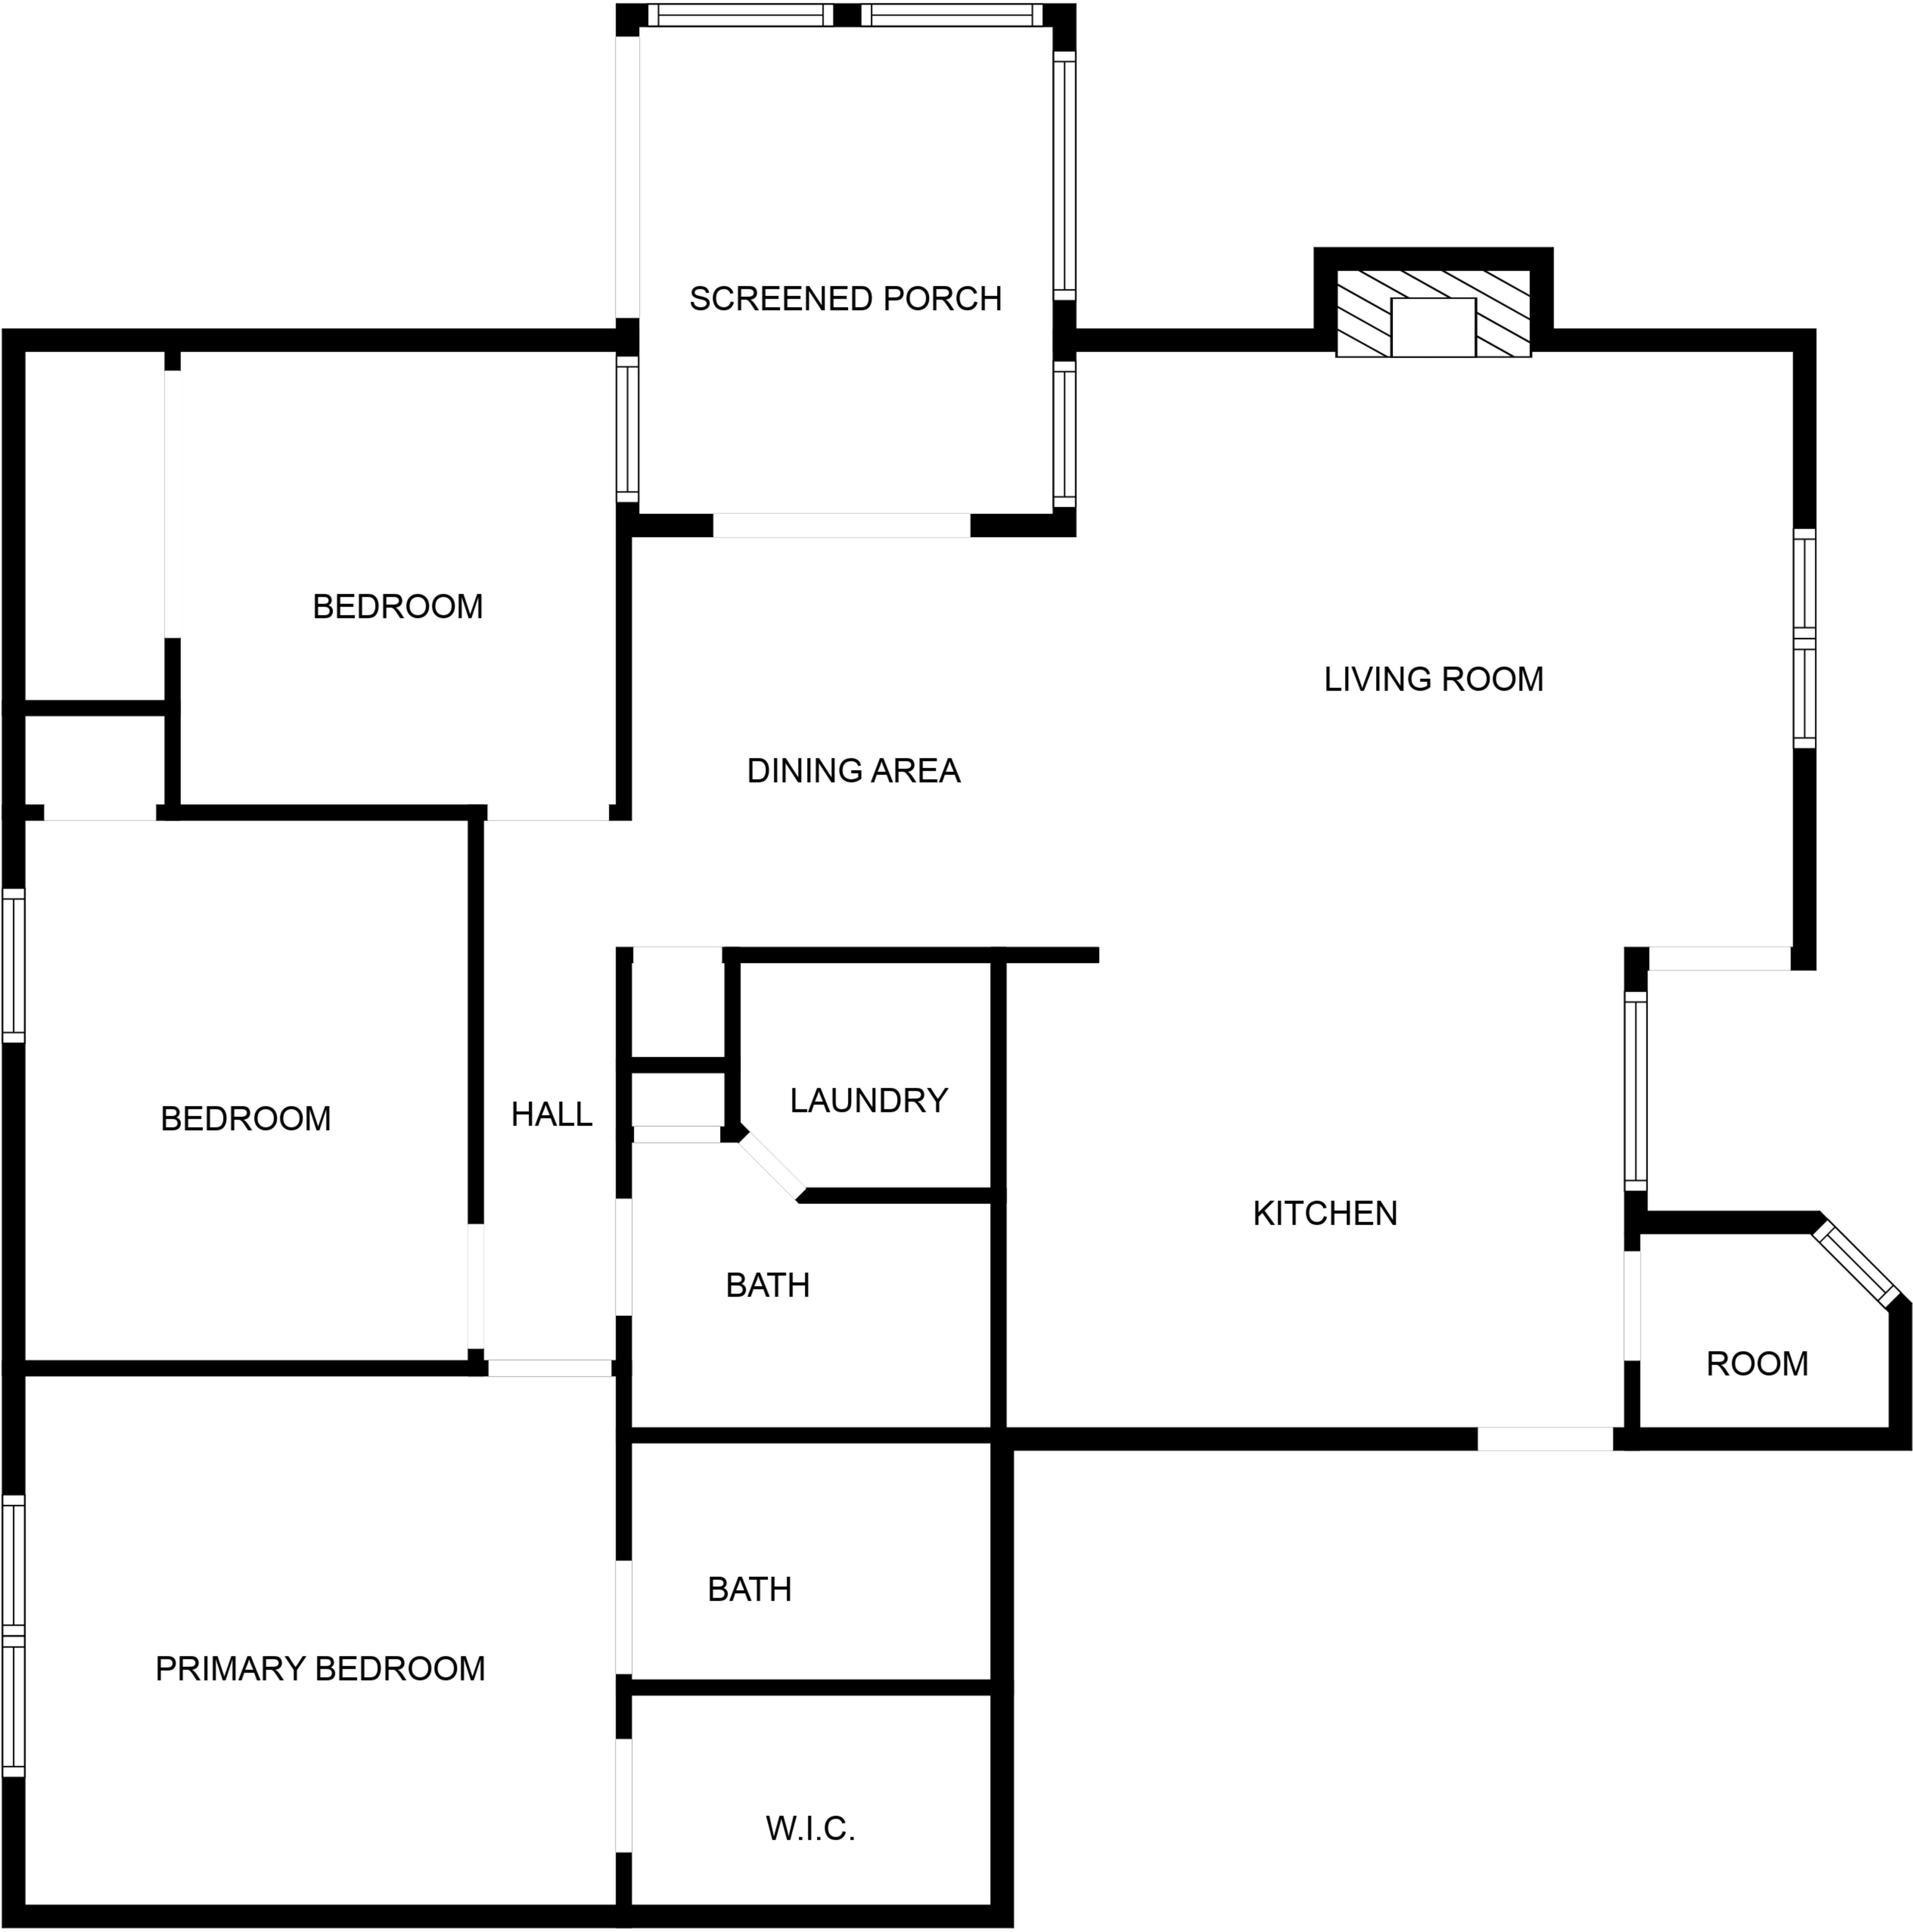 SCREENED PORCH
BEDROOM
LIVING ROOM
DINING AREA
BEDROOM
HALL
LAUNDRY
KITCHEN
BATH
ROOM
BATH
PRIMARY BEDROOM
W.I.C.